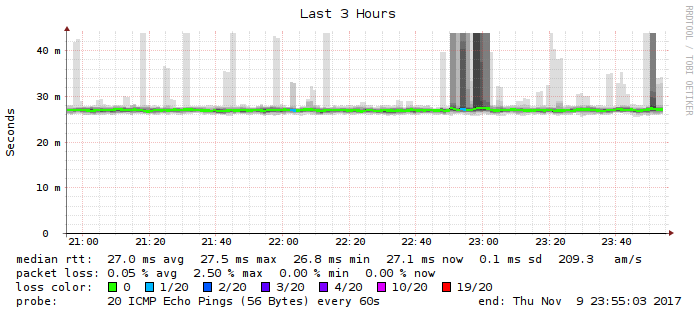 Last 3 Hours
RRDTOOL / TOBI OETIKER
Seconds
40 m
30 m
20 m
10 m
0
21:00 21:20 21:40 22:00 22:20 22:40 23:00 23:20 23:40
median rtt: 27.0 ms avg 27.5 ms max 26.8 ms min 27.1 ms now 0.1 ms sd 209.3 am/s
packet loss: 0.05 % avg 2.50 % max 0.00 % min 0.00 % now
loss color: 0 1/20 2/20 3/20 4/20 10/20 19/20
probe: 20 ICMP Echo Pings (56 Bytes) every 60s end: Thu Nov 9 23:55:03 2017